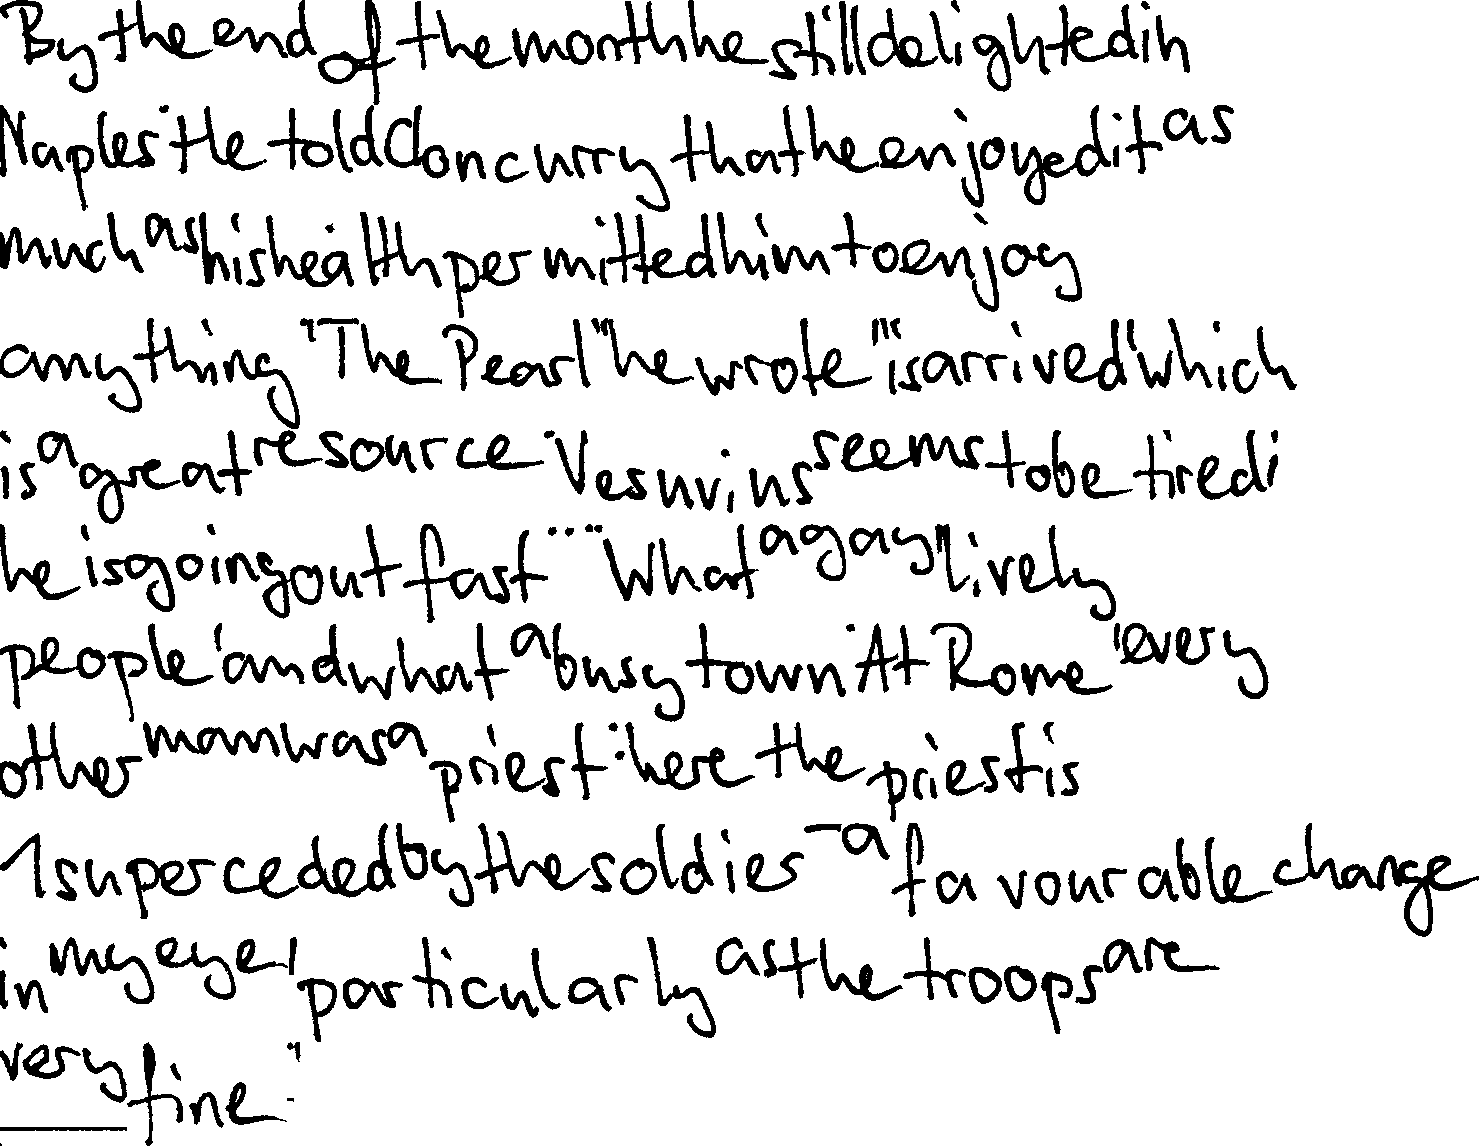 By the end of the month he still delighted in
Naples. He told Concurry that he enjoyed it as
much as his health permitted him to enjoy
anything. "The Pearl", he wrote, "is arrived, which
is a great resource. Vesuvius seems to be tired;
he is going out fast ... What a gay, lively
people, and what a busy town. At Rome, every
other man was a priest: here the priest is
superceded by the soldier - a favourable change
in my eye, particularly as the troops are
very fine."